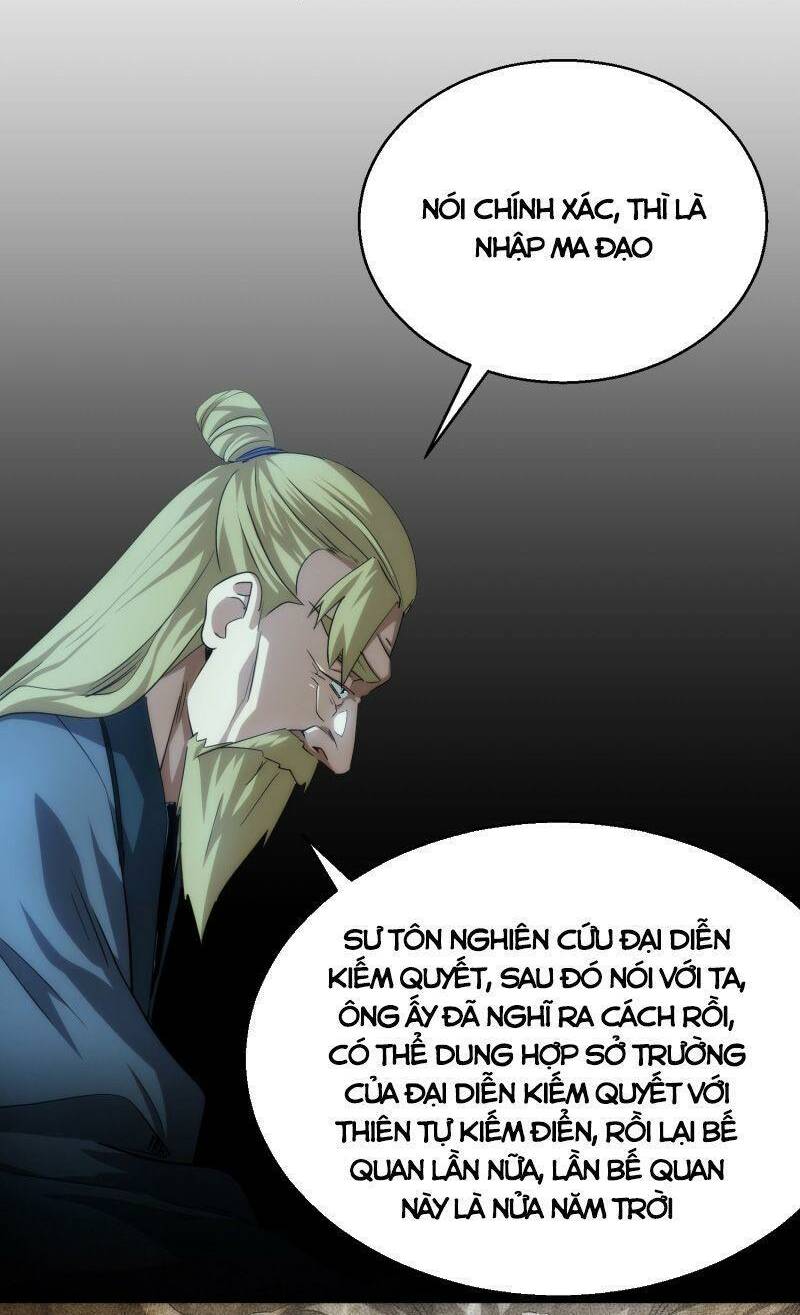 NÓI CHÍNH XÁC, THÌ LÀ
NHẬP MA ĐẠO
SƯ TÔN NGHIÊN CỨU ĐẠI DIỄN
KIẾM QUYẾT, SAU ĐÓ NÓI VỚI TA,
ÔNG ẤY ĐÃ NGHĨ RA CÁCH RỒI,
CÓ THỂ DUNG HỢP SỞ TRƯỜNG
CỦA ĐẠI DIỄN KIẾM QUYẾT VỚI
THIÊN TỰ KIẾM ĐIỂN, RỒI LẠI BẾ
QUAN LẦN NỮA, LẦN BẾ QUAN
NÀY LÀ NỬA NĂM TRỜI